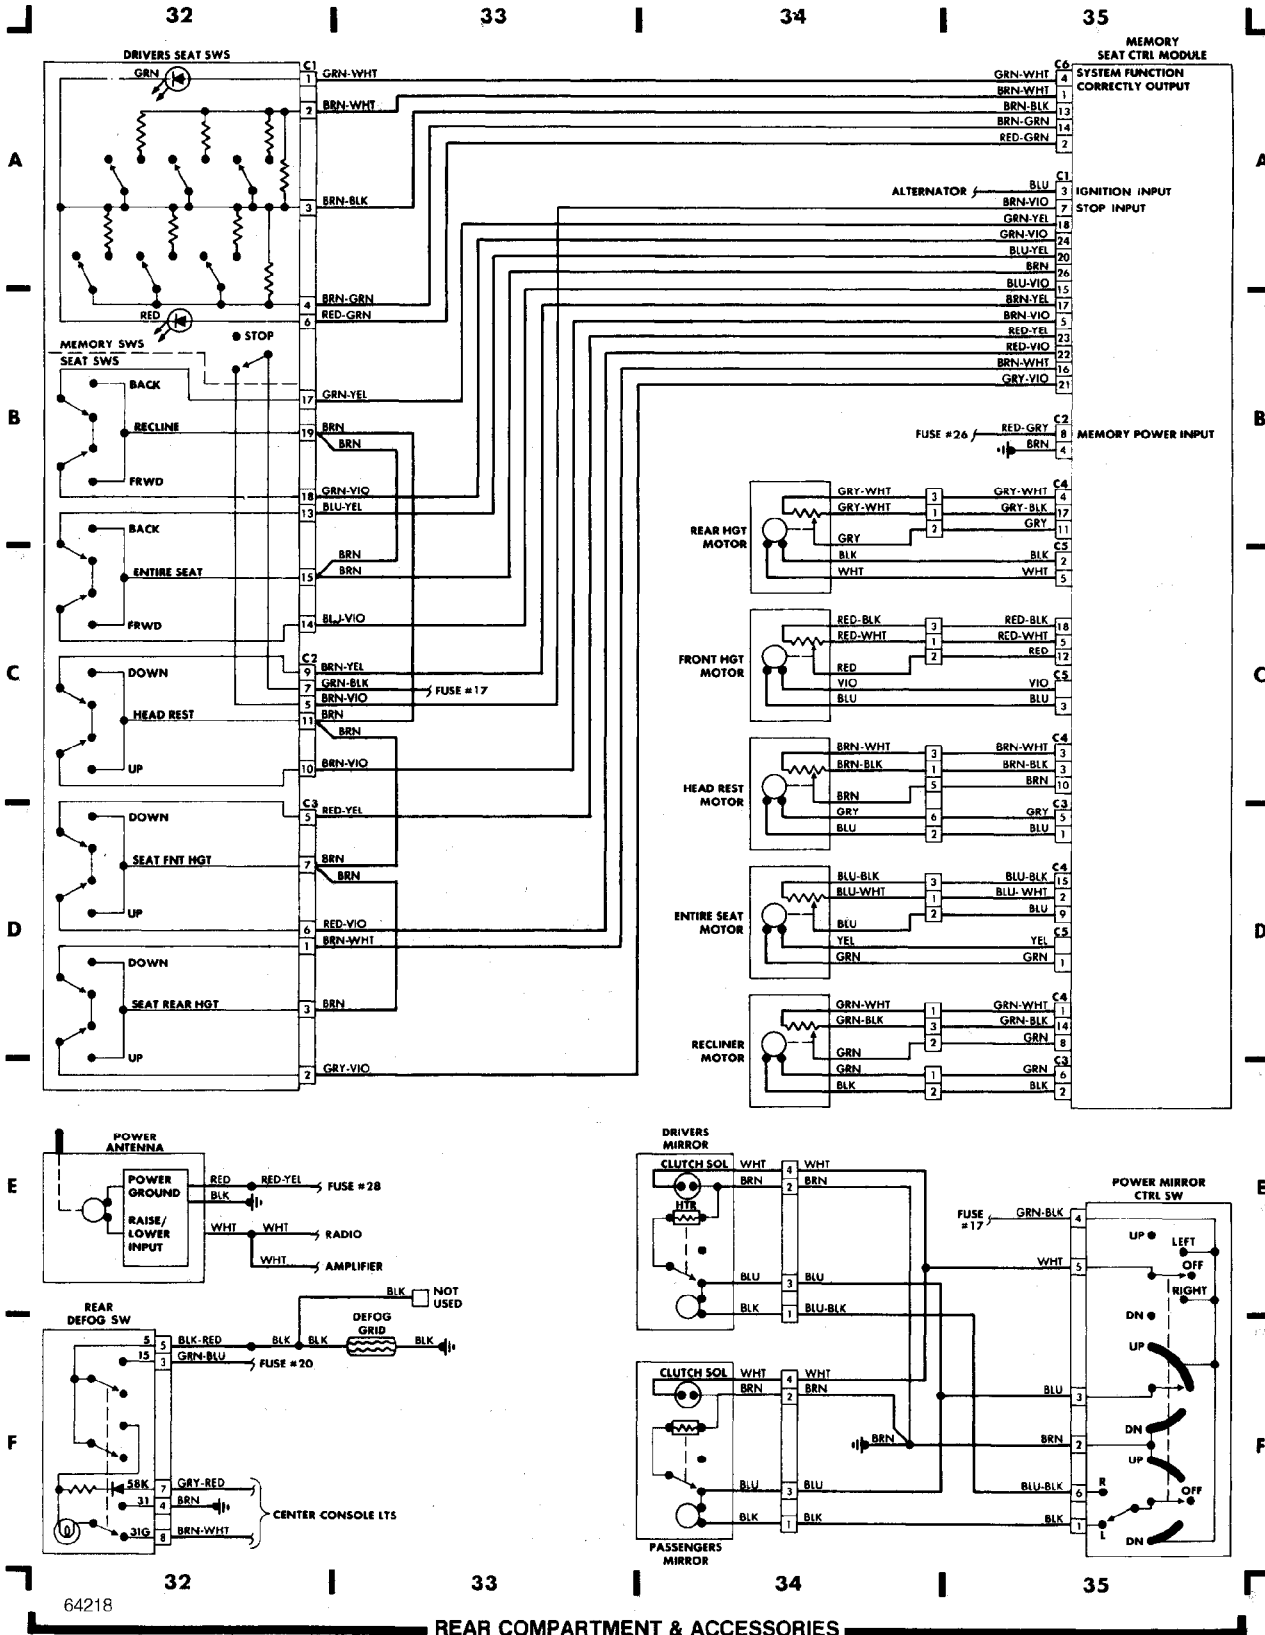 32 33 34 35
DRIVERS SEAT SWS
MEMORY
SEAT CTRL MODULE
GRN
C1
1 GRN-WHT
2 BRN-WHT
A
3 BRN-BLK
4 BRN-GRN
6 RED-GRN
RED
STOP
MEMORY SWS
SEAT SWS
B
BACK
17 GRN-YEL
RECLINE
19 BRN
BRN
FRWD
18 GRN-VIO
13 BLU-YEL
BACK
BRN
ENTIRE SEAT
15 BRN
FRWD
14 BLU-VIO
C
C2
DOWN
9 BRN-YEL
7 GRN-BLK
FUSE #17
5 BRN-VIO
HEAD REST
11 BRN
BRN
UP
10 BRN-VIO
C3
DOWN
5 RED-YEL
SEAT FNT HGT
7 BRN
BRN
UP
D
6 RED-VIO
1 BRN-WHT
DOWN
SEAT REAR HGT
3 BRN
UP
2 GRY-VIO
C6
GRN-WHT 4 SYSTEM FUNCTION
CORRECTLY OUTPUT
BRN-WHT 1
BRN-BLK 13
BRN-GRN 14
RED-GRN 2
A
C1
ALTERNATOR BLU 3 IGNITION INPUT
BRN-VIO 7 STOP INPUT
GRN-YEL 18
GRN-VIO 24
BLU-YEL 20
BRN 26
BLU-VIO 15
BRN-YEL 17
BRN-VIO 5
RED-YEL 23
RED-VIO 22
BRN-WHT 16
GRY-VIO 21
B
C2
FUSE #26 RED-GRY 8 MEMORY POWER INPUT
BRN 4
C4
GRY-WHT 3 GRY-WHT 4
GRY-WHT 1 GRY-BLK 17
REAR HGT
MOTOR
GRY 2 GRY 11
C5
BLK BLK 2
WHT WHT 5
RED-BLK 3 RED-BLK 18
RED-WHT 1 RED-WHT 5
FRONT HGT
MOTOR
RED 2 RED 12
C5
C
VIO VIO
BLU BLU 3
C4
BRN-WHT 3 BRN-WHT 3
BRN-BLK 1 BRN-BLK 3
HEAD REST
MOTOR
BRN 5 BRN 10
C3
GRY 6 GRY 5
BLU 2 BLU 1
C4
BLU-BLK 3 BLU-BLK 15
BLU-WHT 1 BLU-WHT 2
ENTIRE SEAT
MOTOR
BLU 2 BLU 9
C5
D
YEL YEL
GRN GRN 1
C4
GRN-WHT 1 GRN-WHT 1
GRN-BLK 3 GRN-BLK 14
RECLINER
MOTOR
GRN 2 GRN 8
C3
GRN 1 GRN 6
BLK 2 BLK 2
POWER
ANTENNA
E
POWER
GROUND
RED RED-YEL FUSE #28
BLK
RAISE/
LOWER
INPUT
WHT WHT RADIO
WHT AMPLIFIER
BLK NOT
USED
REAR
DEFOG SW
DEFOG
GRID
5 5 BLK-RED BLK BLK BLK
15 3 GRN-BLU FUSE #20
F
58K 7 GRY-RED
31 4 BRN
CENTER CONSOLE LTS
31G 8 BRN-WHT
DRIVERS
MIRROR
CLUTCH SOL WHT 4 WHT
BRN 2 BRN
HTR
BLU 3 BLU
BLK 1 BLU-BLK
CLUTCH SOL WHT 4 WHT
BRN 2 BRN
BRN
BLU 3 BLU
BLK 1 BLK
PASSENGERS
MIRROR
POWER MIRROR
CTRL SW
E
FUSE
#17
GRN-BLK 4
UP
LEFT
WHT 5
OFF
RIGHT
DN
UP
BLU 3
DN
F
BRN 2
UP
BLU-BLK 6 R
OFF
BLK 1 L
DN
32 33 34 35
64218
REAR COMPARTMENT & ACCESSORIES